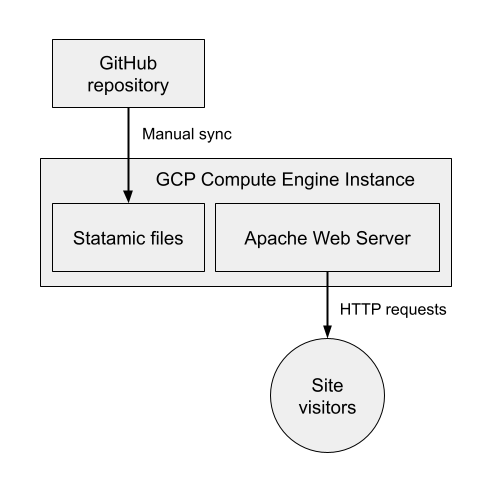 GitHub
repository
Manual sync
GCP Compute Engine Instance
Statamic files
Apache Web Server
HTTP requests
Site
visitors